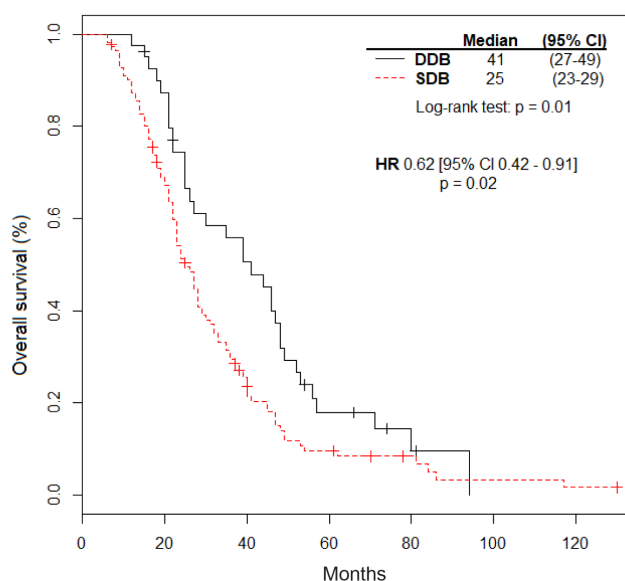 Median (95% CI)
DDB 41 (27-49)
SDB 25 (23-29)
Log-rank test: p = 0.01
HR 0.62 [95% CI 0.42 - 0.91]
p = 0.02
Overall survival (%)
1.0
0.8
0.6
0.4
0.2
0.0
0 20 40 60 80 100 120
Months